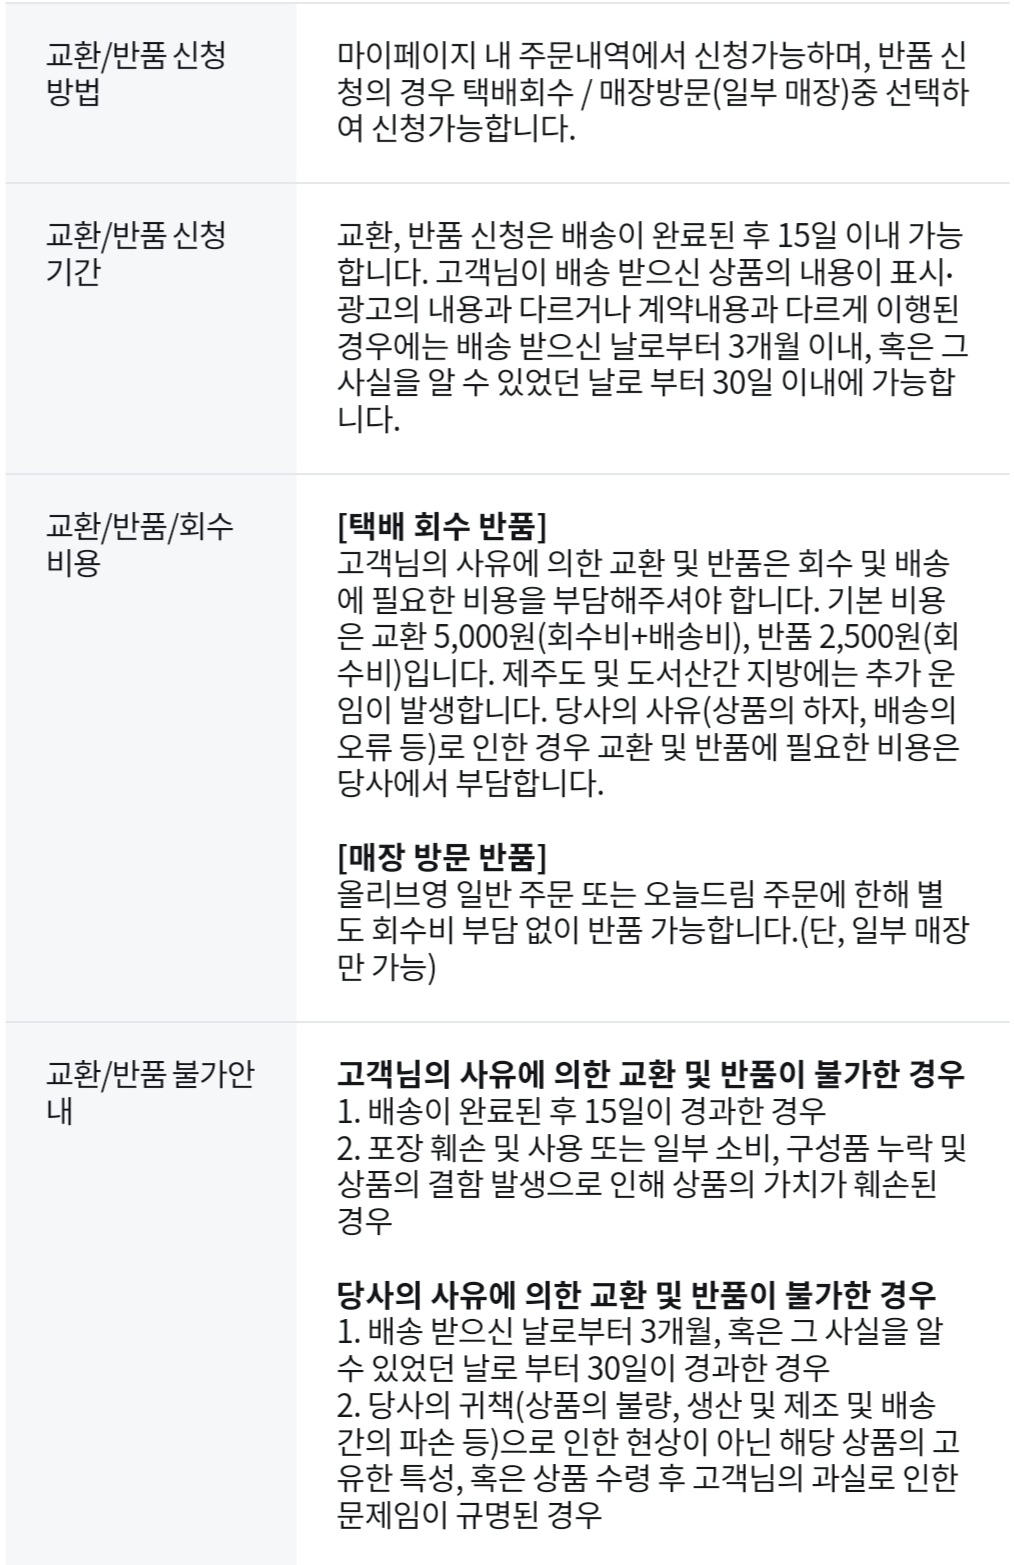 교환/반품 신청
방법
마이페이지 내 주문내역에서 신청가능하며, 반품 신
청의 경우 택배회수 / 매장방문(일부 매장)중 선택하
여 신청가능합니다.
교환/반품 신청
기간
교환, 반품 신청은 배송이 완료된 후 15일 이내 가능
합니다. 고객님이 배송 받으신 상품의 내용이 표시·
광고의 내용과 다르거나 계약내용과 다르게 이행된
경우에는 배송 받으신 날로부터 3개월 이내, 혹은 그
사실을 알 수 있었던 날로 부터 30일 이내에 가능합
니다.
교환/반품/회수
비용
[택배 회수 반품]
고객님의 사유에 의한 교환 및 반품은 회수 및 배송
에 필요한 비용을 부담해주셔야 합니다. 기본 비용
은 교환 5,000원(회수비+배송비), 반품 2,500원(회
수비)입니다. 제주도 및 도서산간 지방에는 추가 운
임이 발생합니다. 당사의 사유(상품의 하자, 배송의
오류 등)로 인한 경우 교환 및 반품에 필요한 비용은
당사에서 부담합니다.
[매장 방문 반품]
올리브영 일반 주문 또는 오늘드림 주문에 한해 별
도 회수비 부담 없이 반품 가능합니다.(단, 일부 매장
만 가능)
교환/반품 불가안
내
고객님의 사유에 의한 교환 및 반품이 불가한 경우
1. 배송이 완료된 후 15일이 경과한 경우
2. 포장 훼손 및 사용 또는 일부 소비, 구성품 누락 및
상품의 결함 발생으로 인해 상품의 가치가 훼손된
경우
당사의 사유에 의한 교환 및 반품이 불가한 경우
1. 배송 받으신 날로부터 3개월, 혹은 그 사실을 알
수 있었던 날로 부터 30일이 경과한 경우
2. 당사의 귀책(상품의 불량, 생산 및 제조 및 배송
간의 파손 등)으로 인한 현상이 아닌 해당 상품의 고
유한 특성, 혹은 상품 수령 후 고객님의 과실로 인한
문제임이 규명된 경우